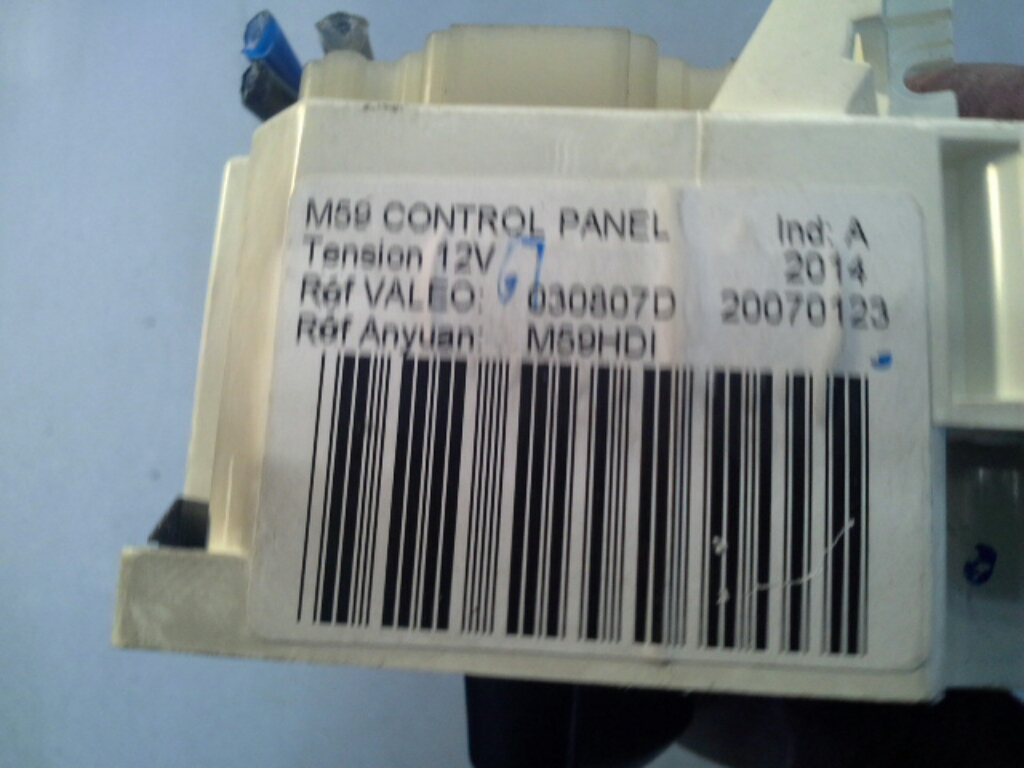 M59 CONTROL PANEL Ind: A
Tension 12V 2014
Réf VALEO: 030807D 20070123
Réf Anyuan: M59HDI